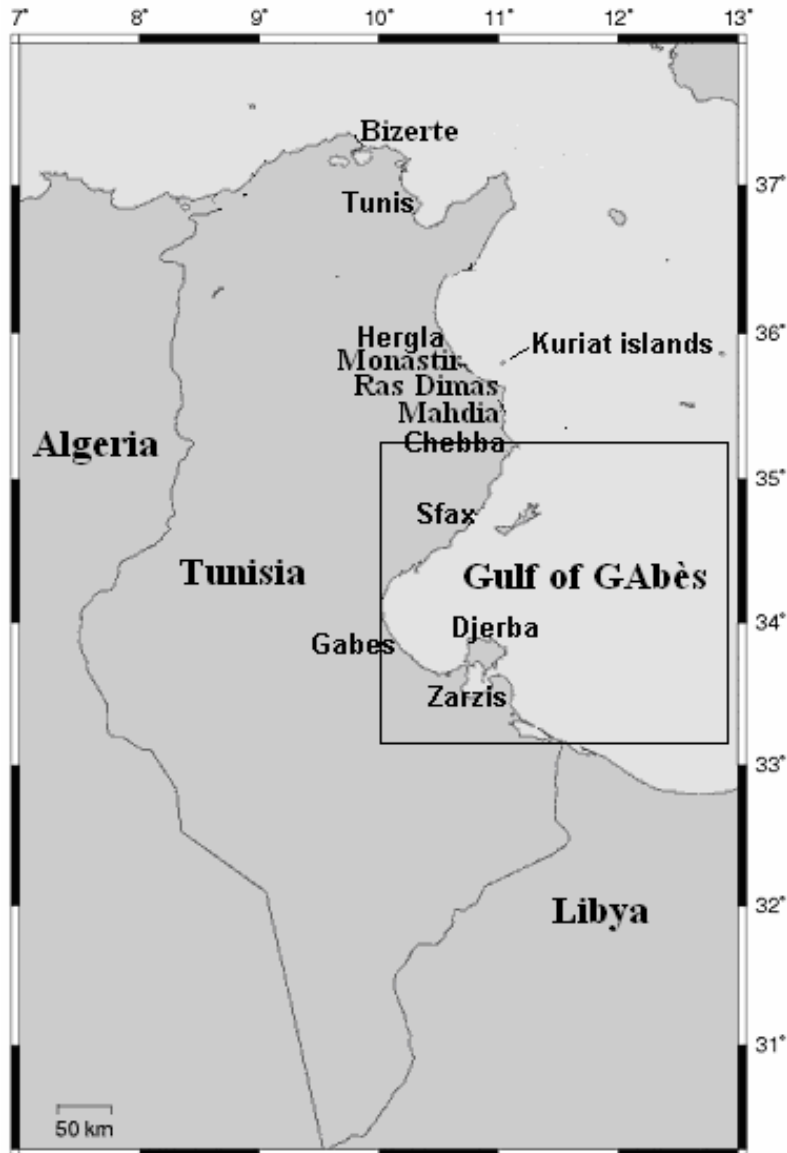 7° 8° 9° 10° 11° 12° 13°
Bizerte
37°
Tunis
36°
Hergla
Kuriat islands
Monastir
Ras Dimas
Mahdia
Chebba
Algeria
35°
Sfax
Tunisia
Gulf of GAbès
34°
Djerba
Gabes
Zarzis
33°
Libya
32°
31°
50 km